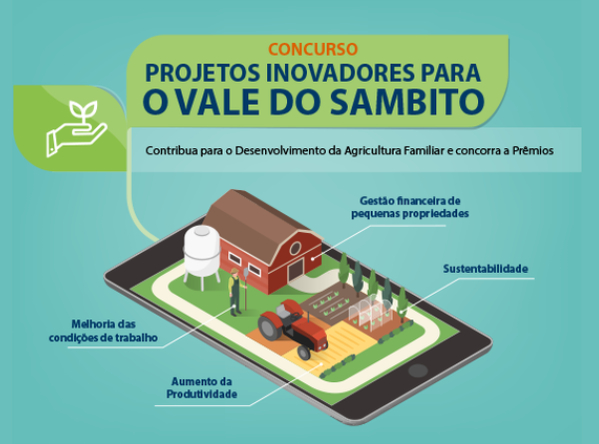 CONCURSO
PROJETOS INOVADORES PARA
O VALE DO SAMBITO
Contribua para o Desenvolvimento da Agricultura Familiar e concorra a Prêmios
Gestão financeira de
pequenas propriedades
Sustentabilidade
Melhoria das
condições de trabalho
Aumento da
Produtividade